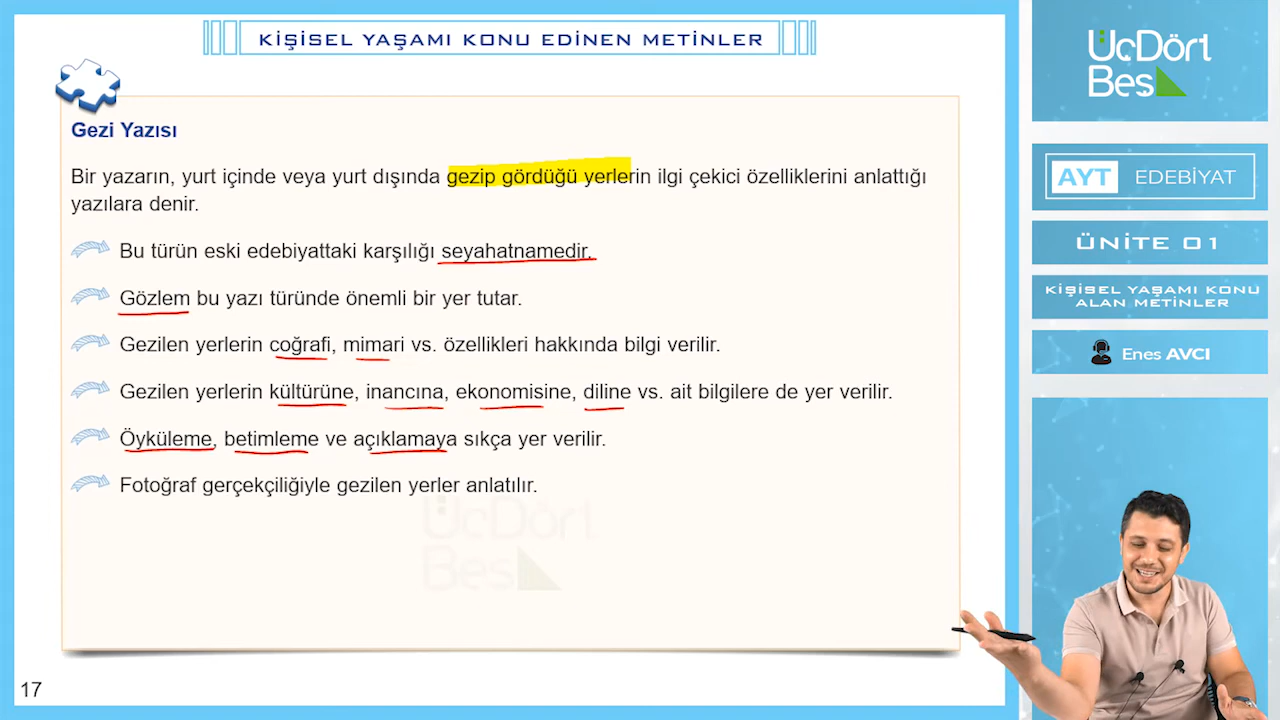 KİŞİSEL YAŞAMI KONU EDİNEN METİNLER
Gezi Yazısı
Bir yazarın, yurt içinde veya yurt dışında gezip gördüğü yerlerin ilgi çekici özelliklerini anlattığı
yazılara denir.
Bu türün eski edebiyattaki karşılığı seyahatnamedir.
Gözlem bu yazı türünde önemli bir yer tutar.
Gezilen yerlerin coğrafi, mimari vs. özellikleri hakkında bilgi verilir.
Gezilen yerlerin kültürüne, inancına, ekonomisine, diline vs. ait bilgilere de yer verilir.
Öyküleme, betimleme ve açıklamaya sıkça yer verilir.
Fotoğraf gerçekçiliğiyle gezilen yerler anlatılır.
ÜçDört
Beş
17
ÜçDört
Beş
AYT EDEBİYAT
ÜNİTE 01
KİŞİSEL YAŞAMI KONU
ALAN METİNLER
Enes AVCI